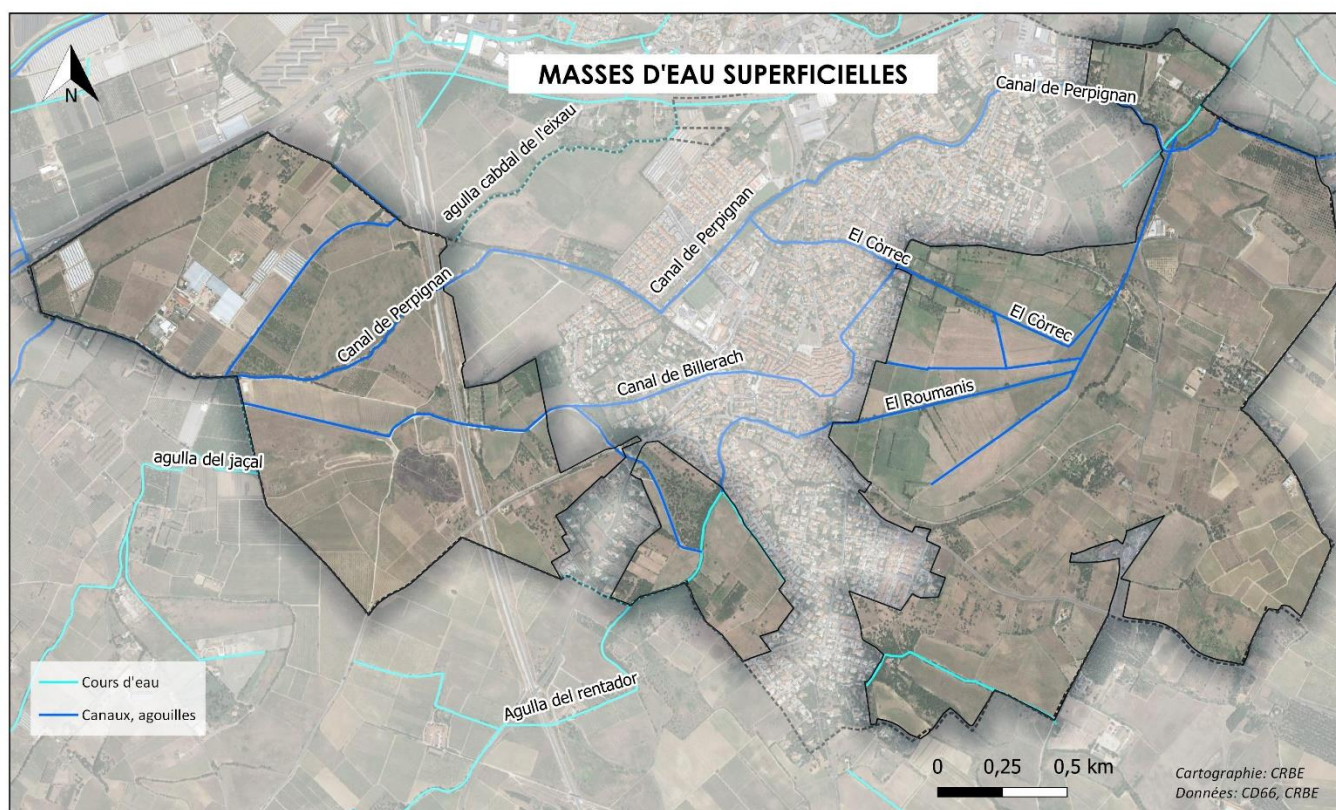 MASSES D'EAU SUPERFICIELLES
N
Canal de Perpignan
agulla cabdal de l'eixau
Canal de Perpignan
El Còrrec
Canal de Perpignan
El Còrrec
Canal de Billerach
El Roumanis
agulla del jaçal
Agulla del rentador
Cours d'eau
Canaux, agouilles
0 0,25 0,5 km
Cartographie: CRBE
Données: CD66, CRBE